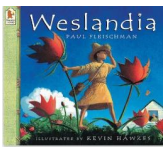 Weslandia
PAUL FLEISCHMAN
ILLUSTRATED BY KEVIN HAWKES